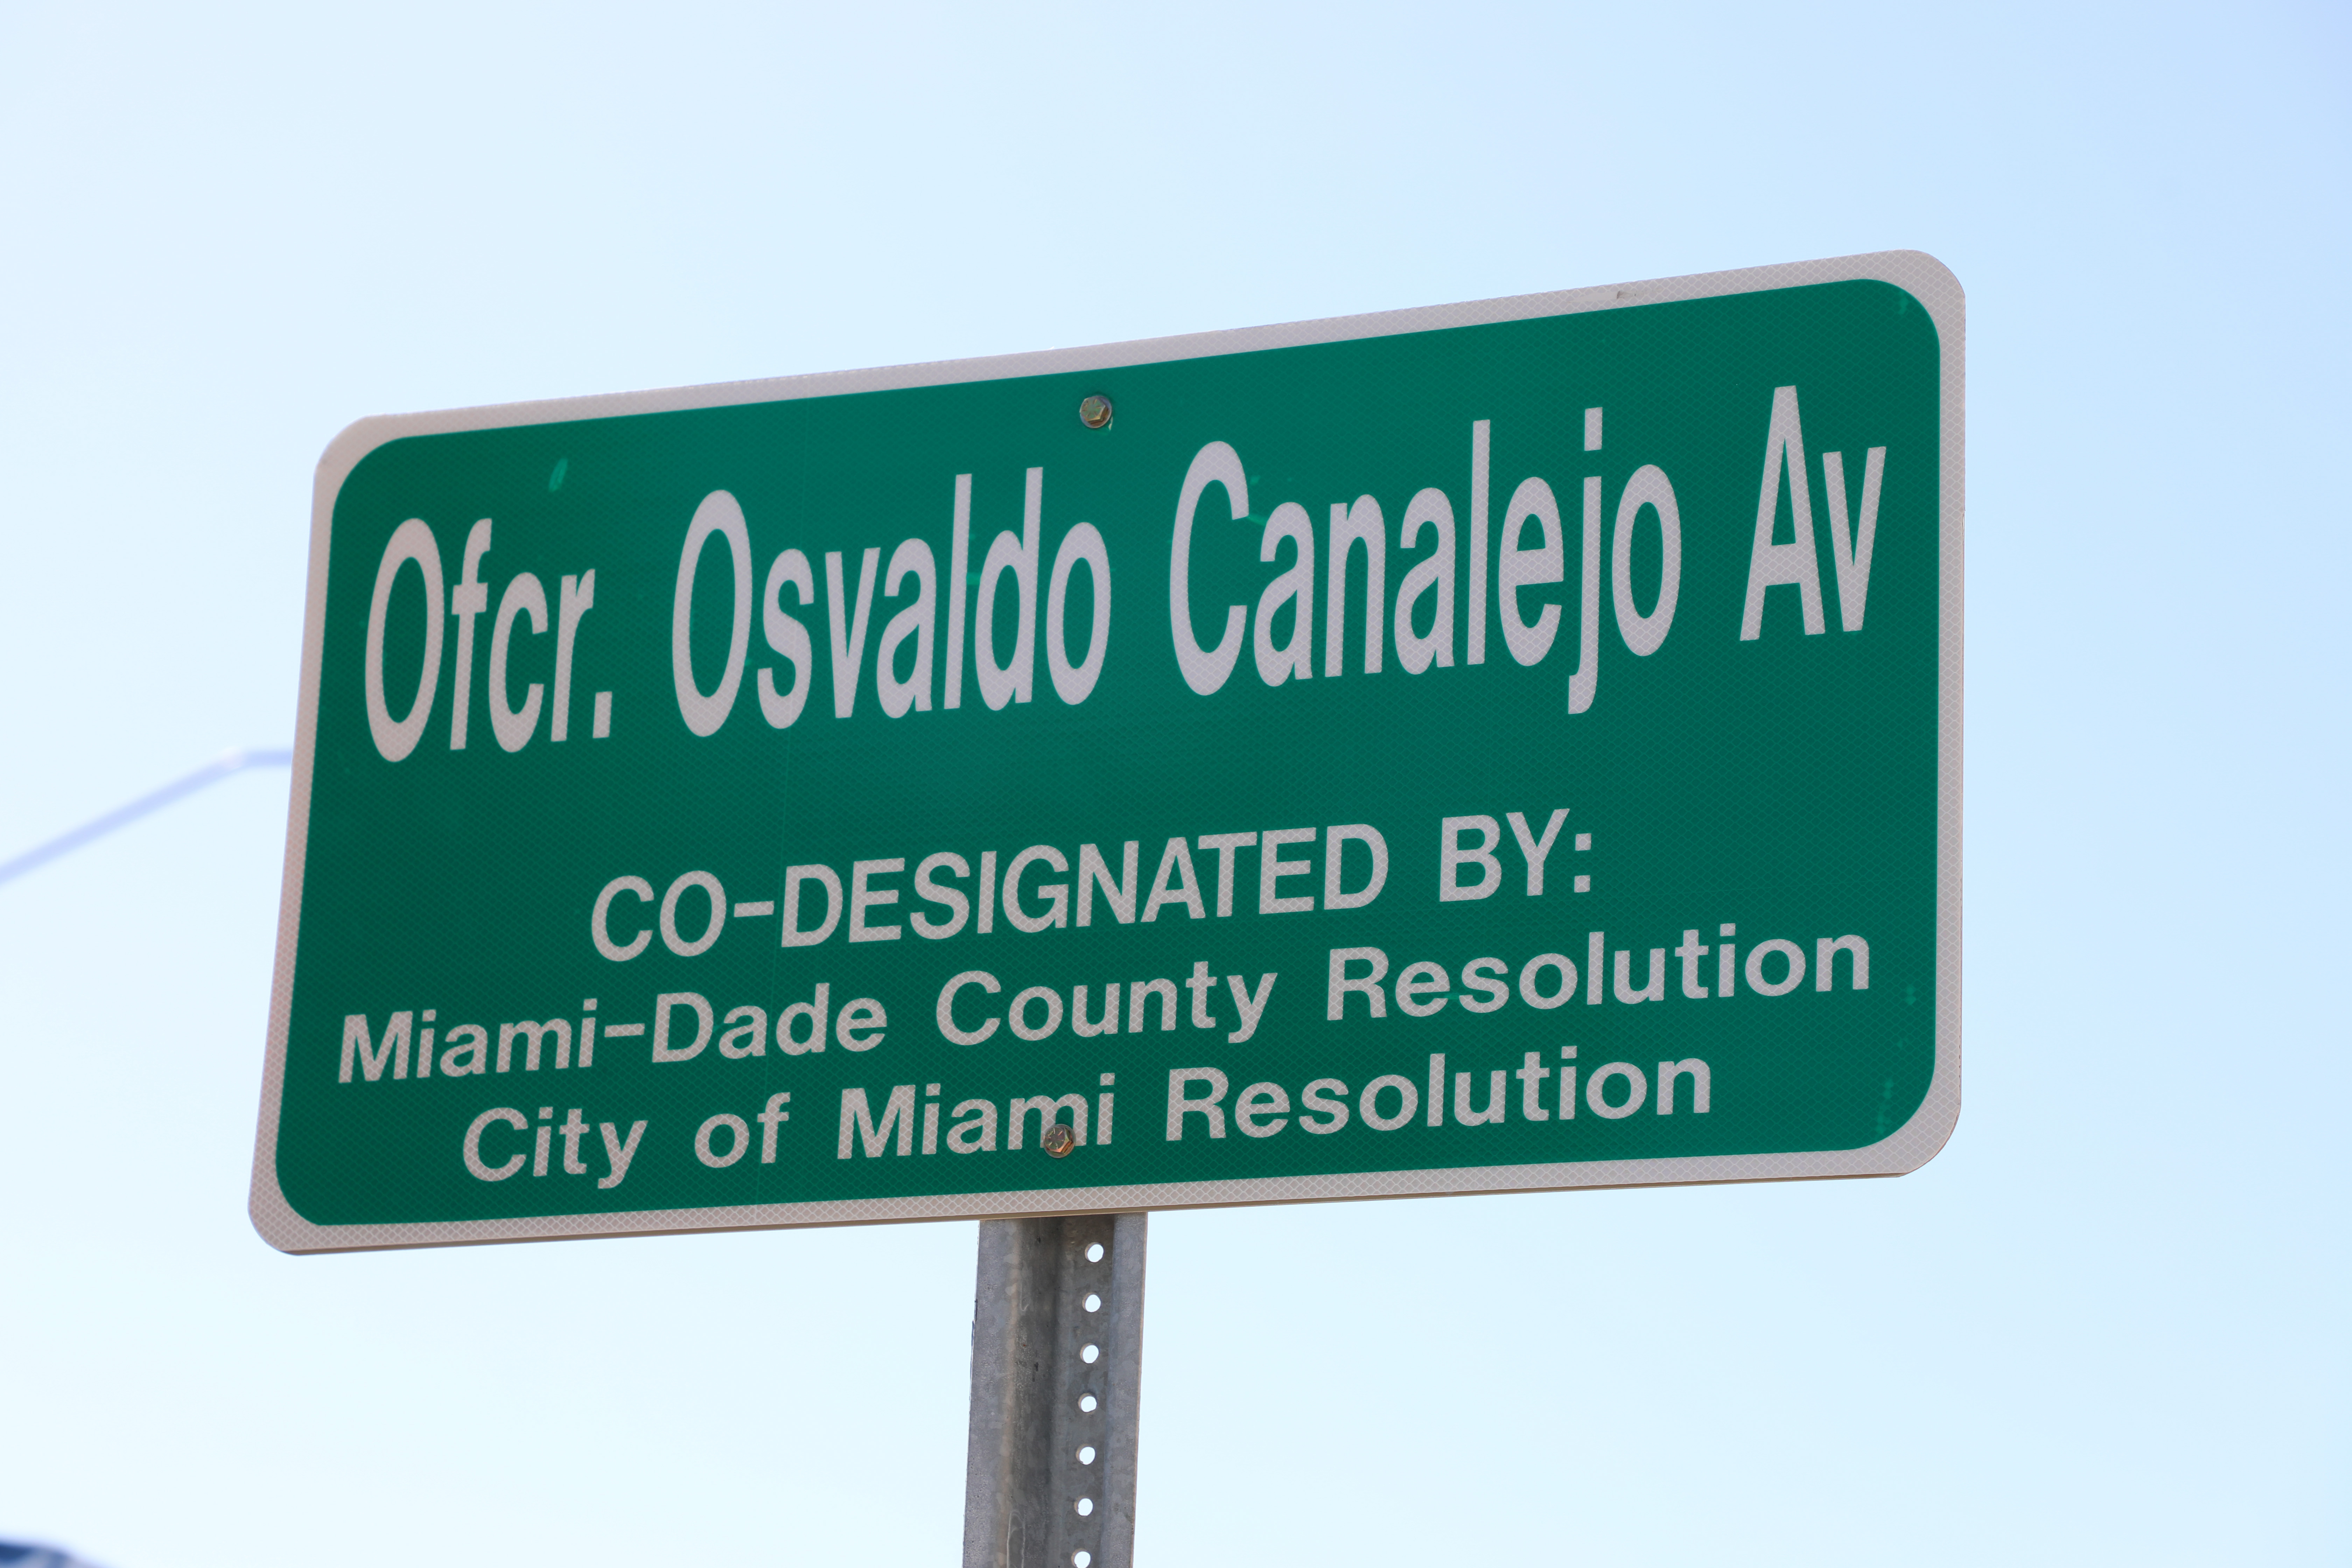 Ofcr. Osvaldo Canalejo Av
CO-DESIGNATED BY:
Miami-Dade County Resolution
City of Miami Resolution